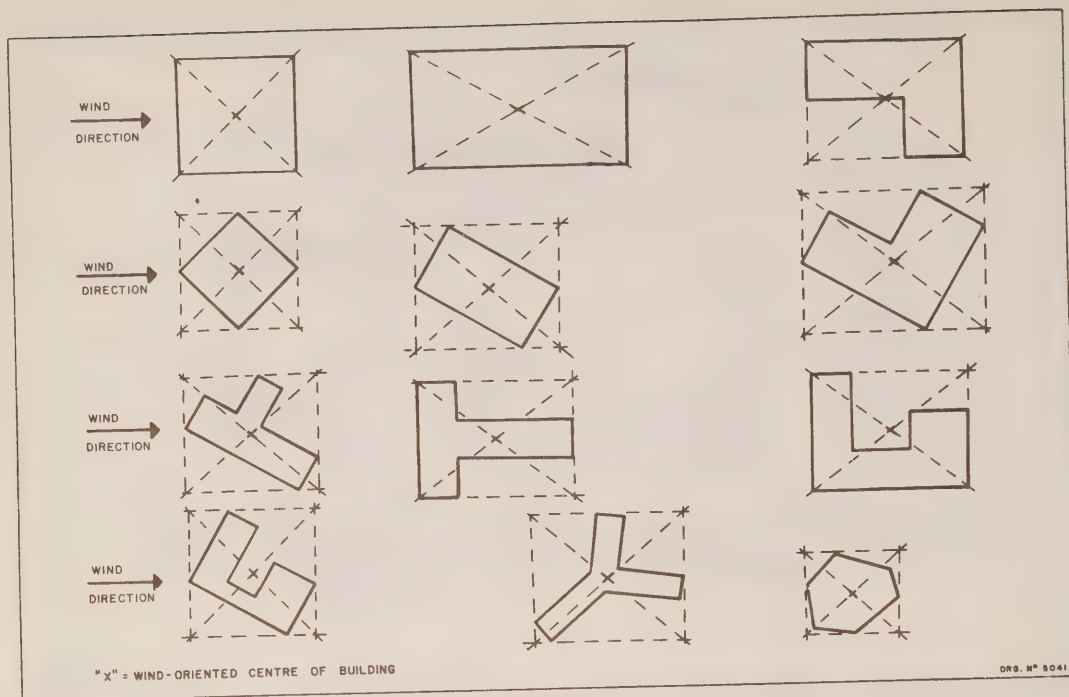 WIND
DIRECTION
WIND
DIRECTION
WIND
DIRECTION
WIND
DIRECTION
"X" = WIND-ORIENTED CENTRE OF BUILDING
DRG. Nº 5041